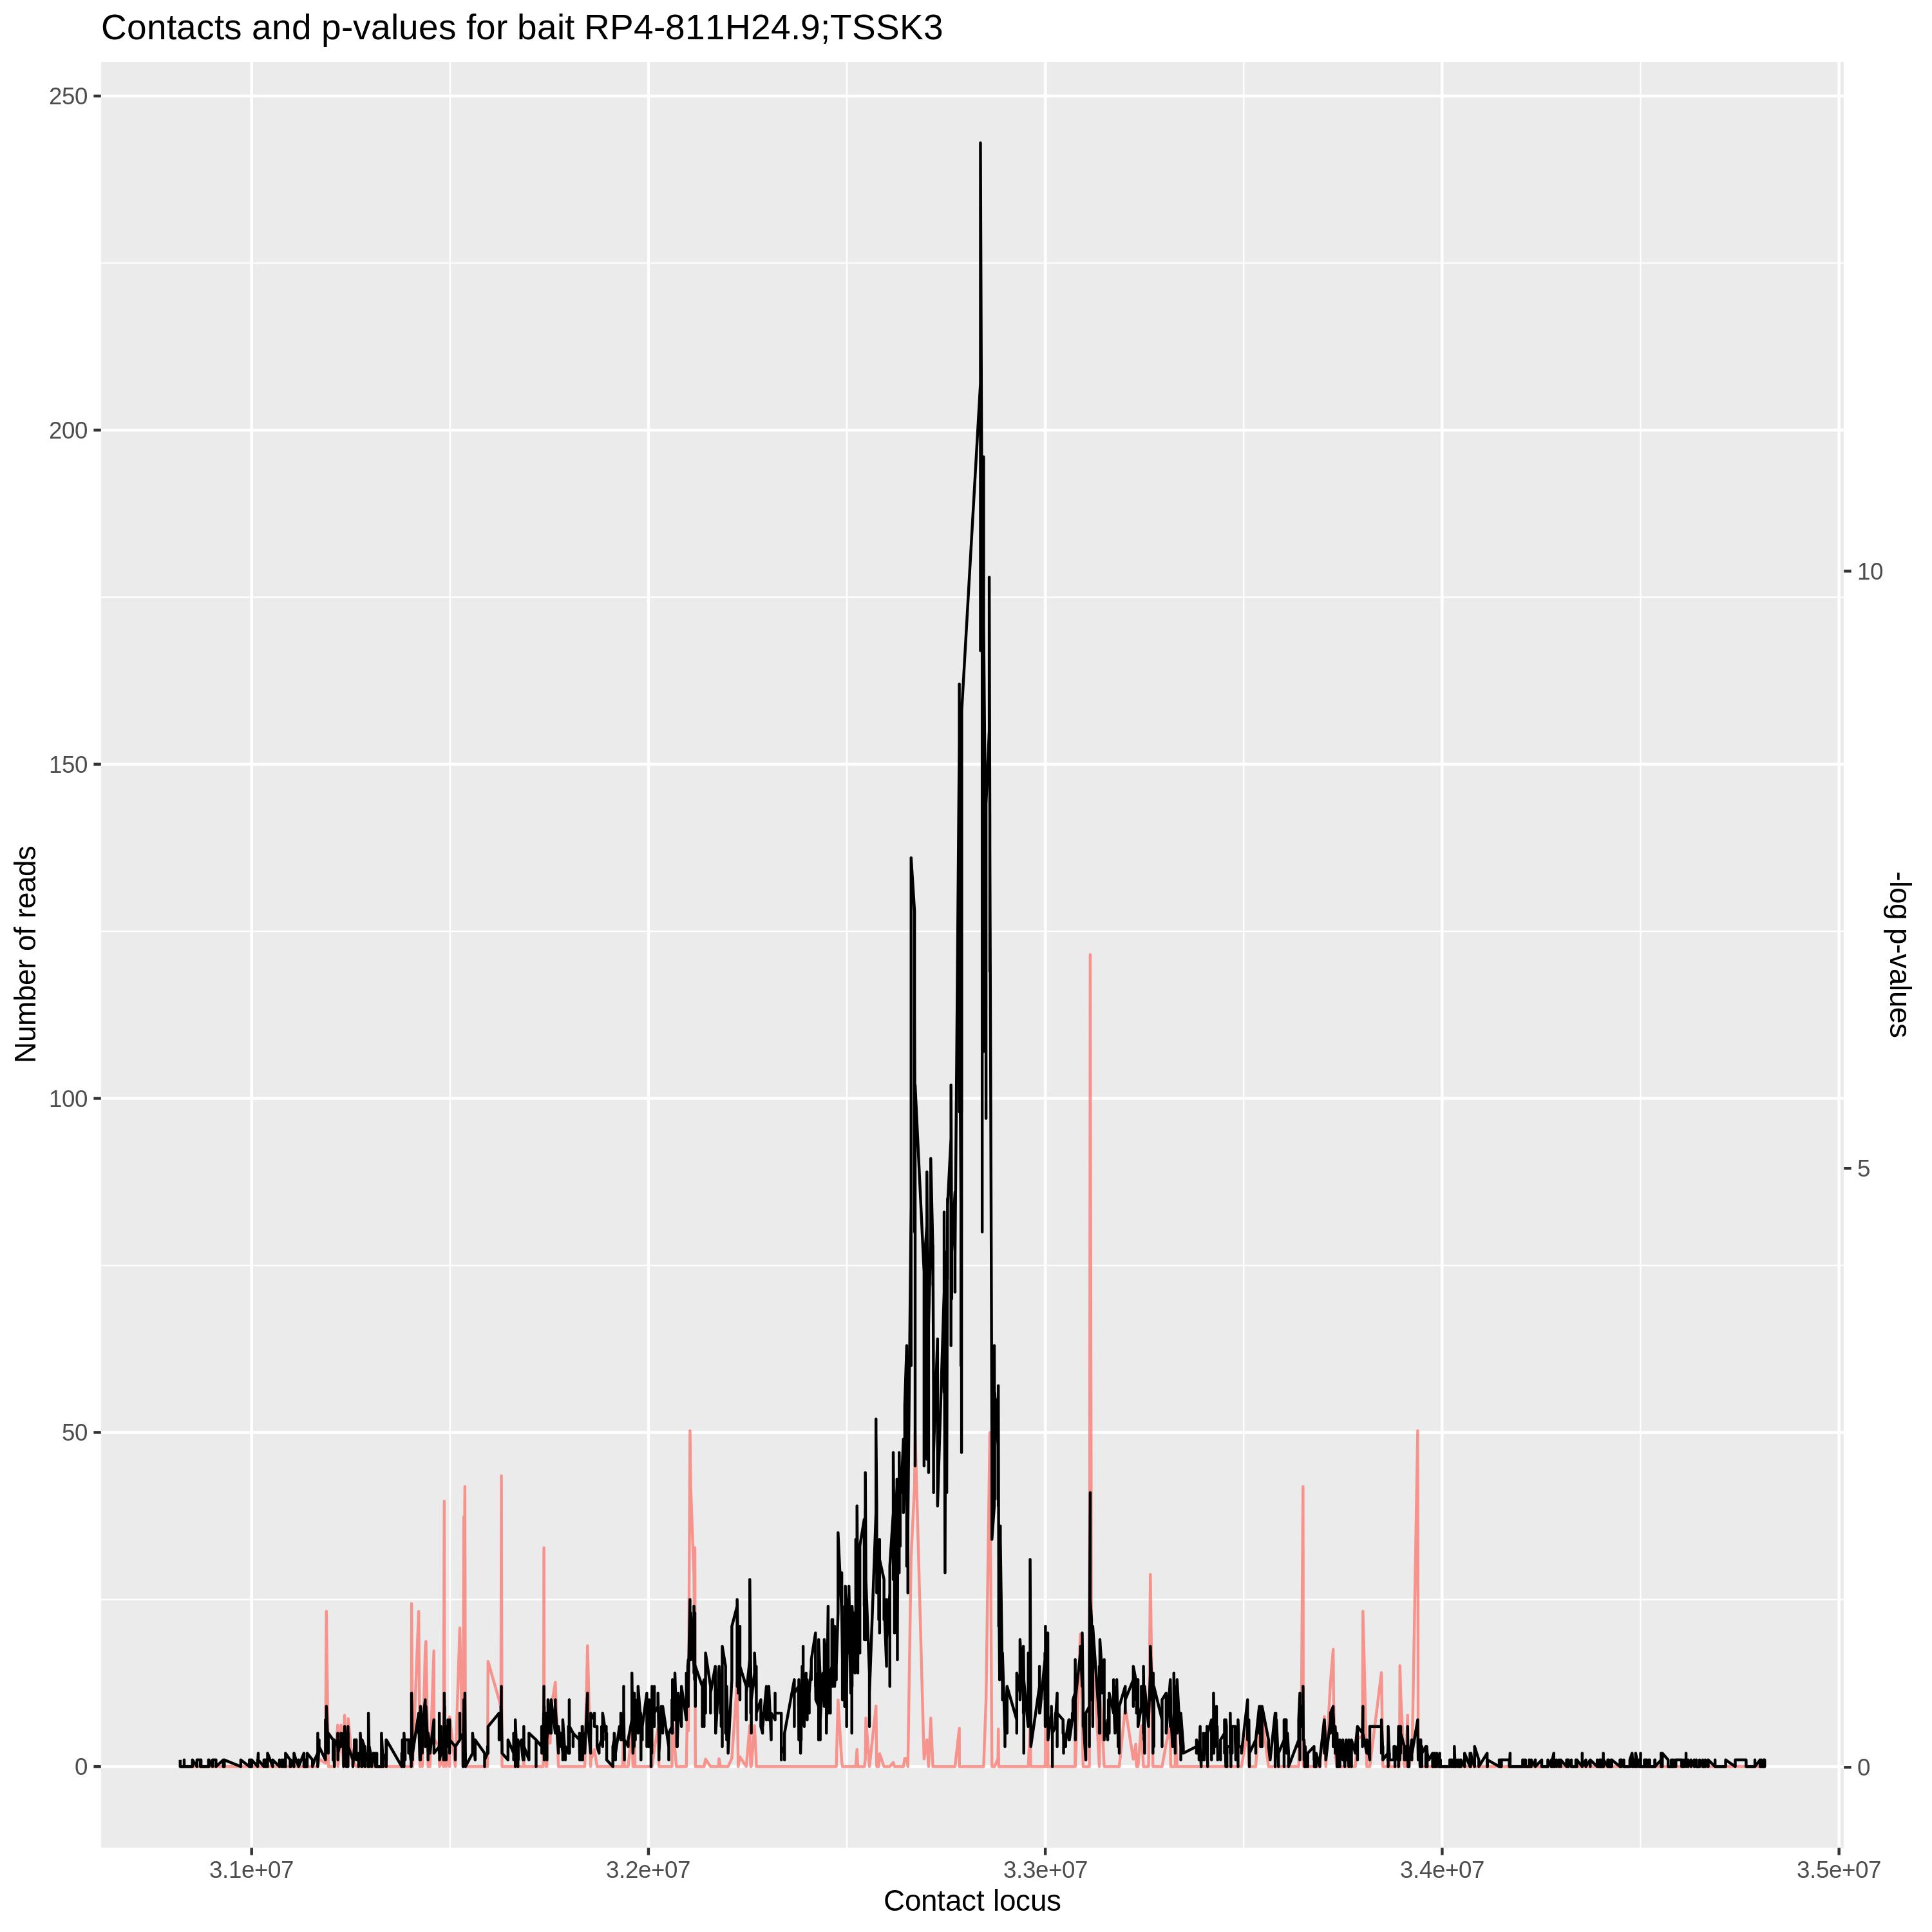 Contacts and p-values for bait RP4-811H24.9;TSSK3
250
200
150
100
50
0
Number of reads
10
5
0
-log p-values
3.1e+07
3.2e+07
3.3e+07
3.4e+07
3.5e+07
Contact locus